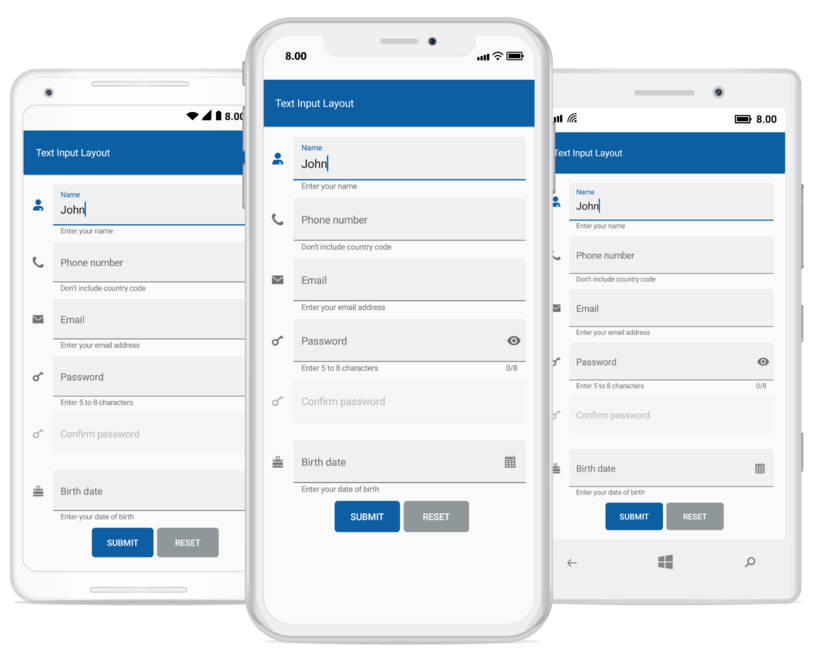 8.00
Text Input Layout
Name
John
Enter your name
Phone number
Don't include country code
Email
Enter your email address
Password
Enter 5 to 8 characters
Confirm password
Birth date
Enter your date of birth
SUBMIT RESET
8.00
Text Input Layout
Name
John
Enter your name
Phone number
Don't include country code
Email
Enter your email address
Password
Enter 5 to 8 characters 0/8
Confirm password
Birth date
Enter your date of birth
SUBMIT RESET
8.00
Text Input Layout
Name
John
Enter your name
Phone number
Don't include country code
Email
Enter your email address
Password
Enter 5 to 8 characters 0/8
Confirm password
Birth date
Enter your date of birth
SUBMIT RESET